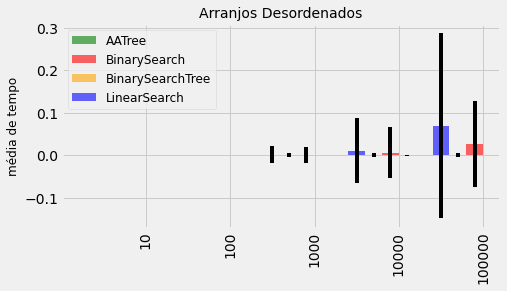 Arranjos Desordenados
AATree
BinarySearch
BinarySearchTree
LinearSearch
média de tempo
0.3
0.2
0.1
0.0
−0.1
10
100
1000
10000
100000